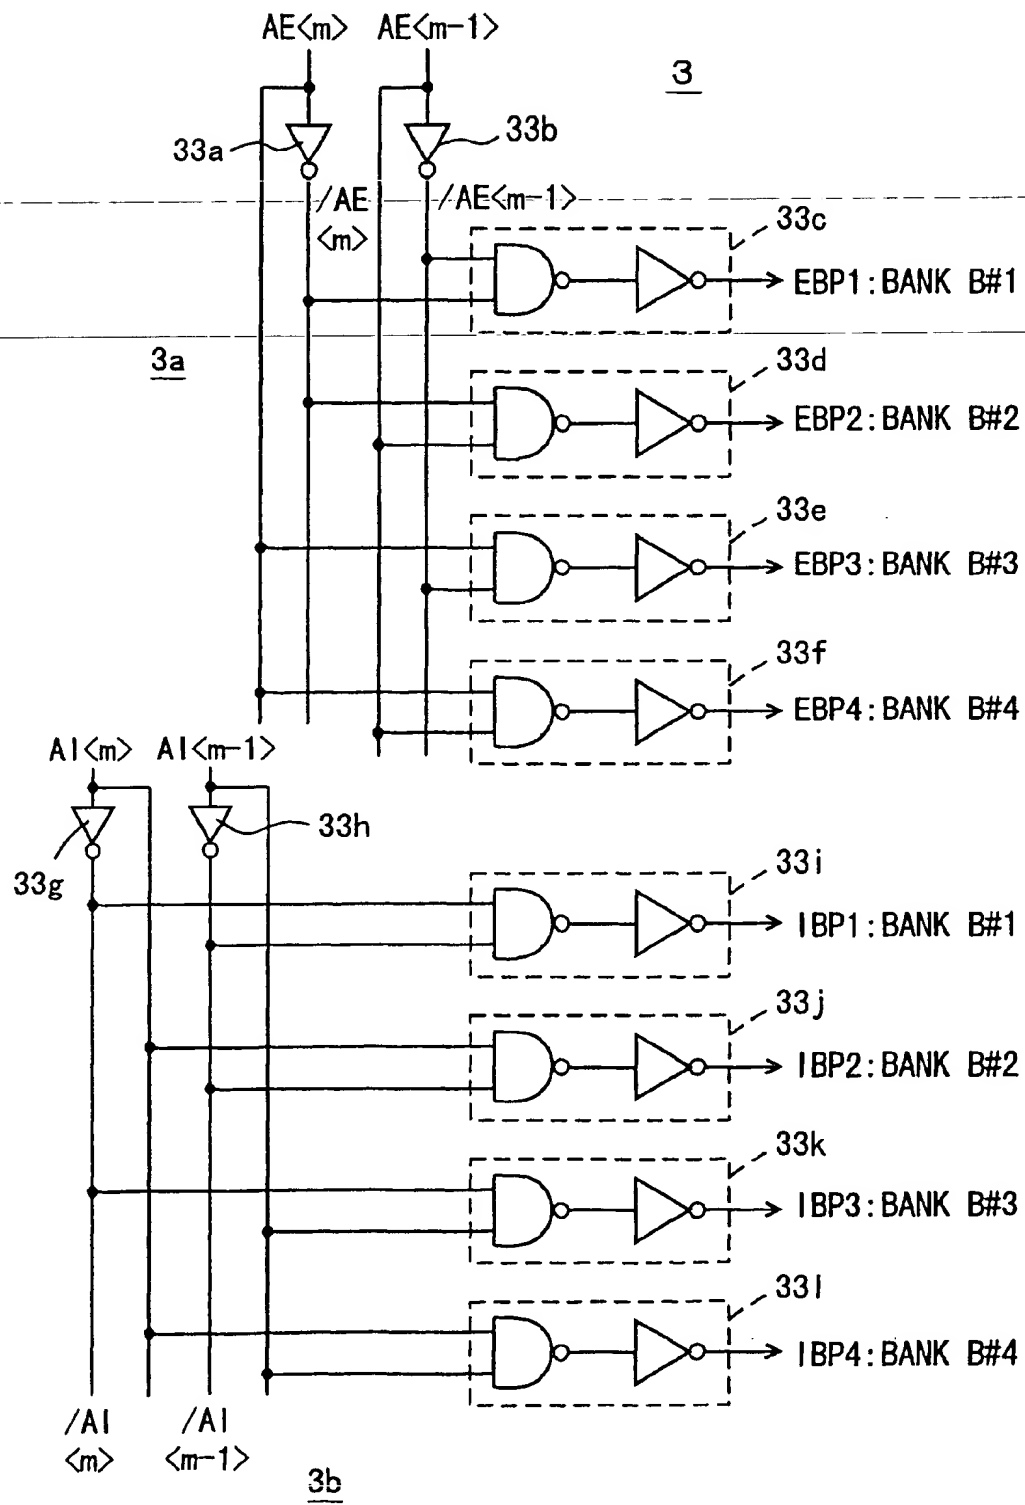 AE<m> AE<m-1>
3
33a
33b
/AE
<m>
/AE<m-1>
33c
EBP1:BANK B#1
3a
33d
EBP2:BANK B#2
33e
EBP3:BANK B#3
33f
EBP4:BANK B#4
AI<m> AI<m-1>
33g
33h
33i
IBP1:BANK B#1
33j
IBP2:BANK B#2
33k
IBP3:BANK B#3
33l
IBP4:BANK B#4
/AI
<m>
/AI
<m-1>
3b